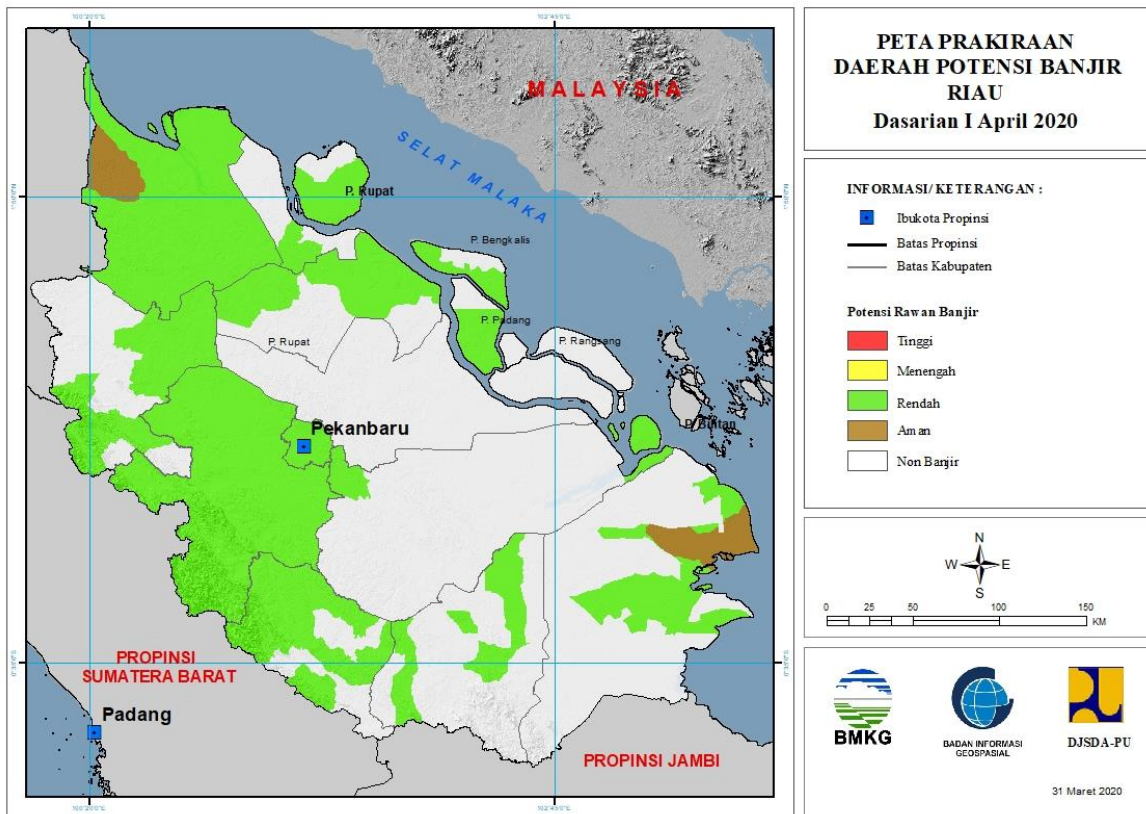 PETA PRAKIRAAN
DAERAH POTENSI BANJIR
RIAU
Dasarian I April 2020
INFORMASI/ KETERANGAN :
Ibukota Propinsi
Batas Propinsi
Batas Kabupaten
Potensi Rawan Banjir
Tinggi
Menengah
Rendah
Aman
Non Banjir
N
W
E
S
0 25 50 100 150
KM
BMKG
BADAN INFORMASI
GEOSPASIAL
DJSDA-PU
31 Maret 2020
MALAYSIA
SELAT MALAKA
P. Rupat
P. Bengkalis
P. Padang
P. Rupat
P. Rangsang
Pekanbaru
PROPINSI
SUMATERA BARAT
Padang
PROPINSI JAMBI